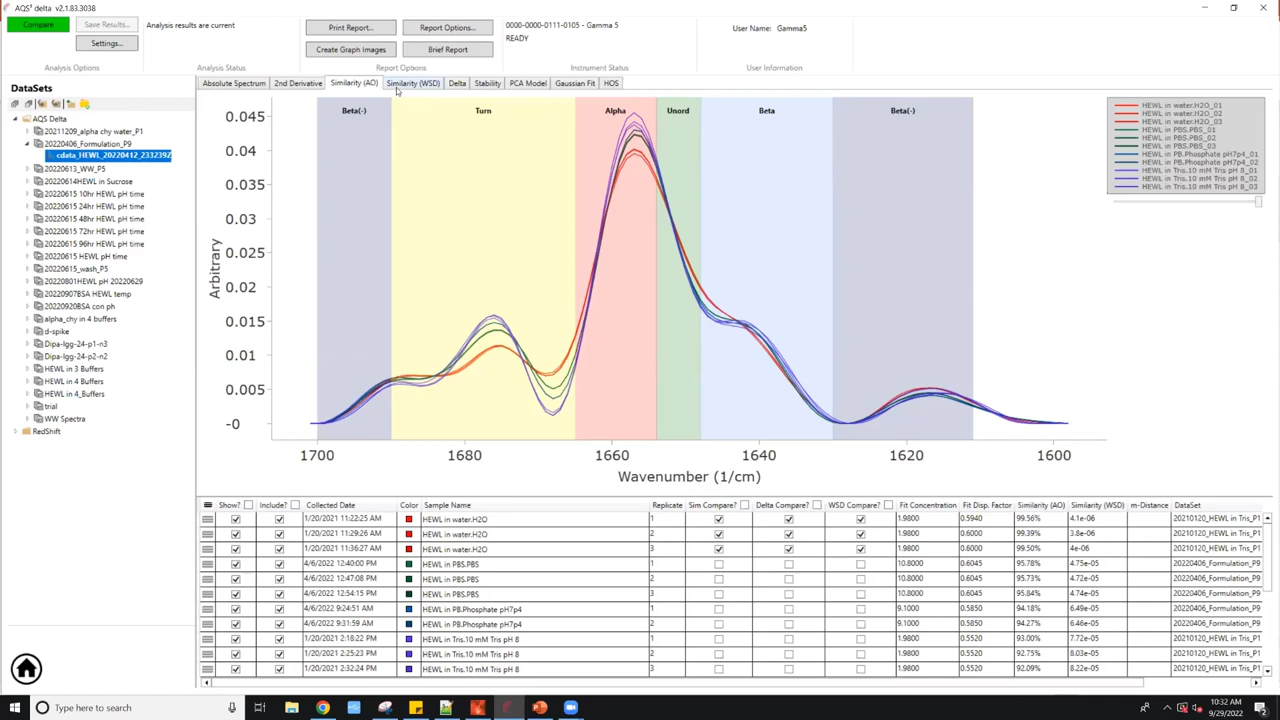 AQS³ delta v2.1.83.3038
Compare Save Results... Analysis results are current Print Report... Report Options... 0000-0000-0111-0105 - Gamma 5 User Name: Gamma5
READY
Settings... Create Graph Images Brief Report
Analysis Options Analysis Status Report Options Instrument Status User Information
Absolute Spectrum 2nd Derivative Similarity (AO) Similarity (WSD) Delta Stability PCA Model Gaussian Fit HOS
DataSets
AQS Delta
20211209_alpha chy water_P1
20220406_Formulation_P9
cdata_HEWL_20220412_2332392
20220613_WW_P5
20220614HEWL in Sucrose
20220615 10hr HEWL pH time
20220615 24hr HEWL pH time
20220615 48hr HEWL pH time
20220615 72hr HEWL pH time
20220615 96hr HEWL pH time
20220615 HEWL pH time
20220615_wash_P5
20220801HEWL pH 20220629
20220907BSA HEWL temp
20220920BSA con ph
alpha_chy in 4 buffers
d-spike
Dipa-Igg-24-p1-n3
Dipa-Igg-24-p2-n2
HEWL in 3 Buffers
HEWL in 4 Buffers
HEWL in 4_Buffers
trial
WW Spectra
RedShift
Beta(-) Turn Alpha Unord Beta Beta(-)
0.045
0.04
0.035
0.03
0.025
0.02
0.015
0.01
0.005
-0
Arbitrary
1700 1680 1660 1640 1620 1600
Wavenumber (1/cm)
HEWL in water.H2O_01
HEWL in water.H2O_02
HEWL in water.H2O_03
HEWL in PBS.PBS_01
HEWL in PBS.PBS_02
HEWL in PBS.PBS_03
HEWL in PB.Phosphate pH7p4_01
HEWL in PB.Phosphate pH7p4_02
HEWL in Tris.10 mM Tris pH 8_01
HEWL in Tris.10 mM Tris pH 8_02
HEWL in Tris.10 mM Tris pH 8_03
Show? Include? Collected Date Color Sample Name Replicate Sim Compare? Delta Compare? WSD Compare? Fit Concentration Fit Disp. Factor Similarity (AO) Similarity (WSD) m-Distance DataSet
1/20/2021 11:22:25 AM HEWL in water.H2O 1 1.9800 0.5940 99.56% 4.1e-06 20210120_HEWL in Tris_P1
1/20/2021 11:29:26 AM HEWL in water.H2O 2 1.9800 0.6000 99.39% 3.8e-06 20210120_HEWL in Tris_P1
1/20/2021 11:36:27 AM HEWL in water.H2O 3 1.9800 0.6000 99.50% 4e-06 20210120_HEWL in Tris_P1
4/6/2022 12:40:00 PM HEWL in PBS.PBS 1 10.8000 0.6045 95.78% 4.75e-05 20220406_Formulation_P9
4/6/2022 12:47:08 PM HEWL in PBS.PBS 2 10.8000 0.6045 95.73% 4.72e-05 20220406_Formulation_P9
4/6/2022 12:54:15 PM HEWL in PBS.PBS 3 10.8000 0.6045 95.84% 4.74e-05 20220406_Formulation_P9
4/6/2022 9:24:51 AM HEWL in PB.Phosphate pH7p4 1 9.1000 0.5850 94.18% 6.49e-05 20220406_Formulation_P9
4/6/2022 9:31:59 AM HEWL in PB.Phosphate pH7p4 2 9.1000 0.5850 94.27% 6.46e-05 20220406_Formulation_P9
1/20/2021 2:18:22 PM HEWL in Tris.10 mM Tris pH 8 1 1.9800 0.5520 93.00% 7.72e-05 20210120_HEWL in Tris_P1
1/20/2021 2:25:23 PM HEWL in Tris.10 mM Tris pH 8 2 1.9800 0.5520 92.75% 8.03e-05 20210120_HEWL in Tris_P1
1/20/2021 2:32:24 PM HEWL in Tris.10 mM Tris pH 8 3 1.9800 0.5520 92.09% 8.22e-05 20210120_HEWL in Tris_P1
Type here to search
10:32 AM
9/29/2022
2